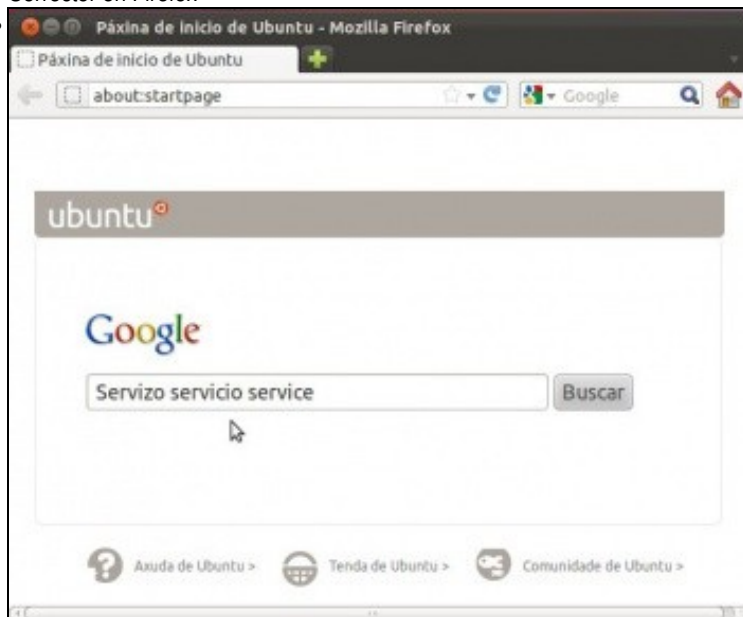 Páxina de inicio de Ubuntu - Mozilla Firefox
Páxina de inicio de Ubuntu
about:startpage
Google
ubuntu
Google
Servizo servicio service
Buscar
Axuda de Ubuntu >
Tenda de Ubuntu >
Comunidade de Ubuntu >